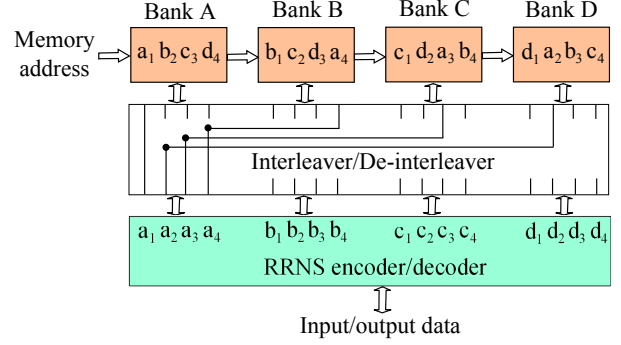 Bank A Bank B Bank C Bank D
Memory address
a₁ b₂ c₃ d₄ b₁ c₂ d₃ a₄ c₁ d₂ a₃ b₄ d₁ a₂ b₃ c₄
Interleaver/De-interleaver
a₁ a₂ a₃ a₄ b₁ b₂ b₃ b₄ c₁ c₂ c₃ c₄ d₁ d₂ d₃ d₄
RRNS encoder/decoder
Input/output data